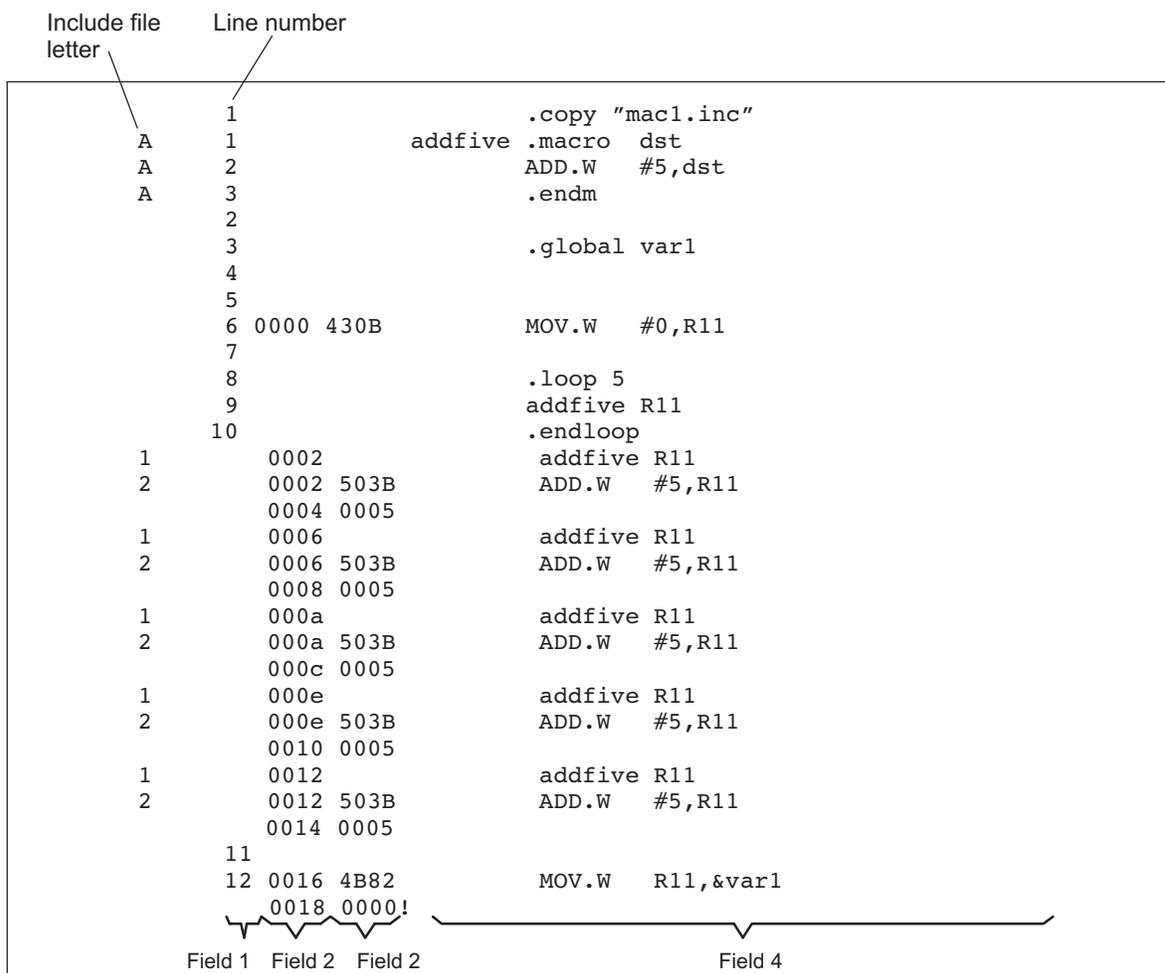 Include file letter
Line number
1 .copy ″mac1.inc″
A 1 addfive .macro dst
A 2 ADD.W #5,dst
A 3 .endm
2
3 .global var1
4
5
6 0000 430B MOV.W #0,R11
7
8 .loop 5
9 addfive R11
10 .endloop
1 0002 addfive R11
2 0002 503B ADD.W #5,R11
0004 0005
1 0006 addfive R11
2 0006 503B ADD.W #5,R11
0008 0005
1 000a addfive R11
2 000a 503B ADD.W #5,R11
000c 0005
1 000e addfive R11
2 000e 503B ADD.W #5,R11
0010 0005
1 0012 addfive R11
2 0012 503B ADD.W #5,R11
0014 0005
11
12 0016 4B82 MOV.W R11,&var1
0018 0000!
Field 1 Field 2 Field 2 Field 4